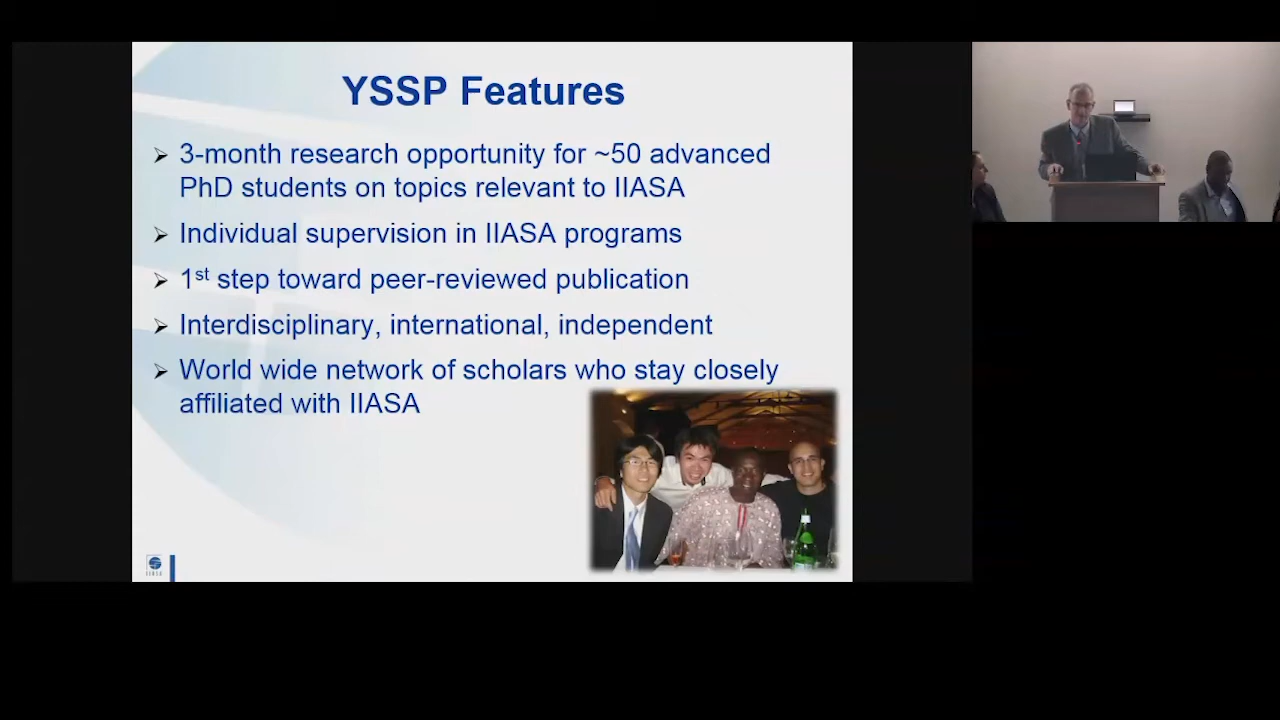 YSSP Features
➢ 3-month research opportunity for ~50 advanced
PhD students on topics relevant to IIASA
➢ Individual supervision in IIASA programs
➢ 1st step toward peer-reviewed publication
➢ Interdisciplinary, international, independent
➢ World wide network of scholars who stay closely
affiliated with IIASA
IIASA